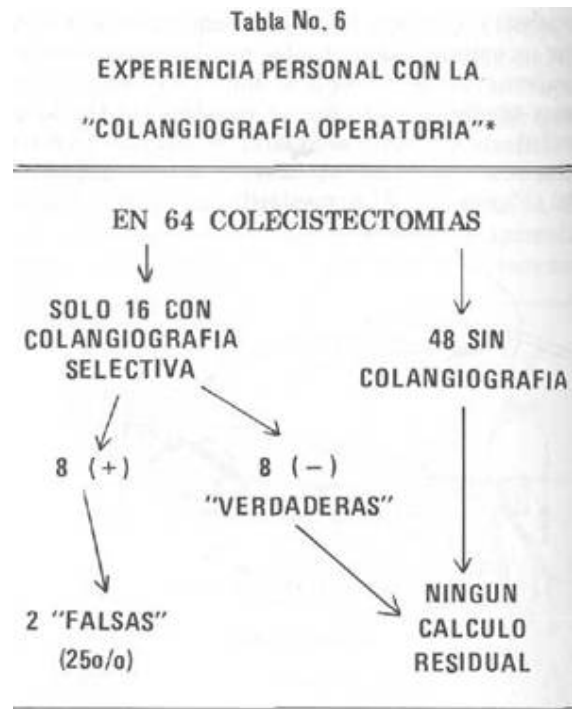 Tabla No. 6
EXPERIENCIA PERSONAL CON LA
"COLANGIOGRAFIA OPERATORIA"*
EN 64 COLECISTECTOMIAS
SOLO 16 CON
COLANGIOGRAFIA
SELECTIVA
48 SIN
COLANGIOGRAFIA
8 (+)
8 (−)
"VERDADERAS"
2 "FALSAS"
(25o/o)
NINGUN
CALCULO
RESIDUAL